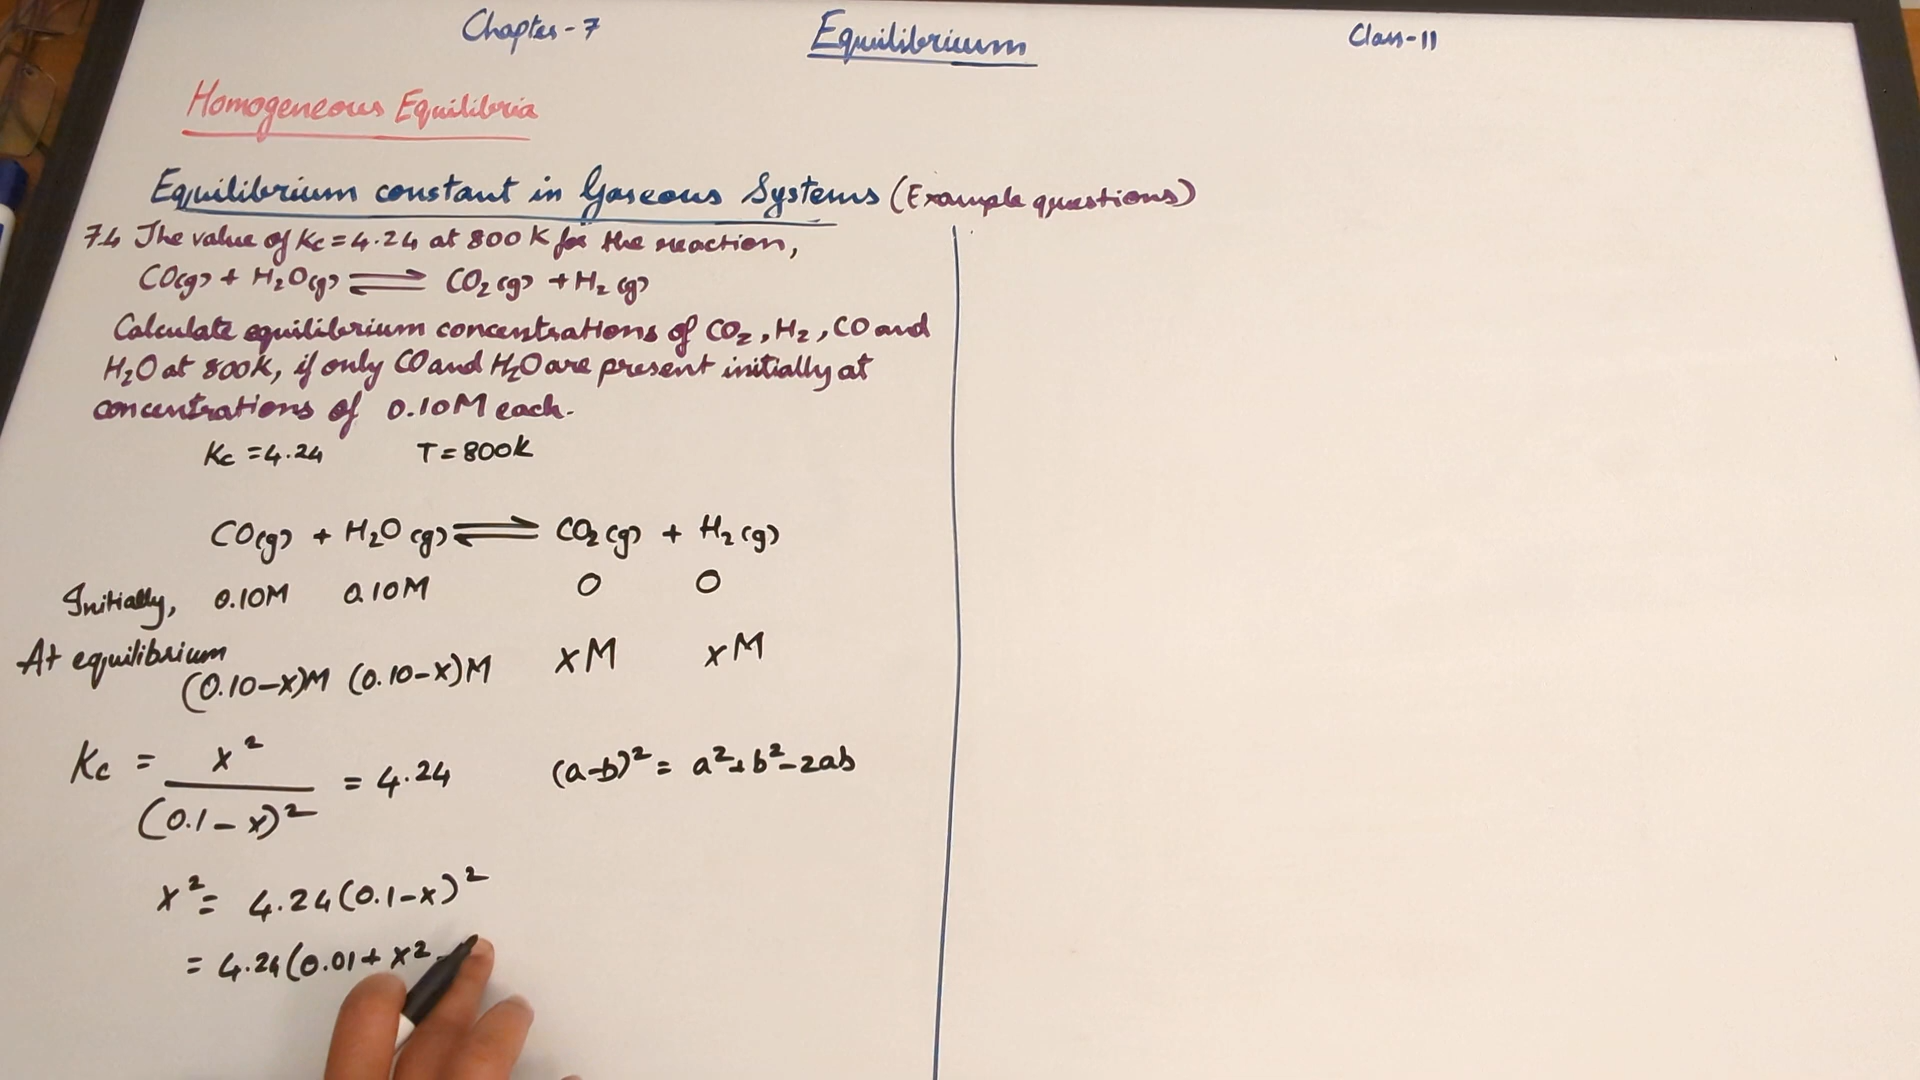 Chapter-7 Equilibrium Class-11
Homogeneous Equilibria
Equilibrium constant in Gaseous Systems (Example questions)
7.4 The value of Kc = 4.24 at 800 K for the reaction,
CO(g) + H₂O(g) ⇌ CO₂(g) + H₂(g)
Calculate equilibrium concentrations of CO₂, H₂, CO and
H₂O at 800K, if only CO and H₂O are present initially at
concentrations of 0.10M each.
Kc = 4.24 T = 800K
CO(g) + H₂O(g) ⇌ CO₂(g) + H₂(g)
Initially, 0.10M 0.10M 0 0
At equilibrium
(0.10-x)M (0.10-x)M xM xM
Kc = x² / (0.1-x)² = 4.24 (a-b)² = a²+b²-2ab
x² = 4.24(0.1-x)²
= 4.24(0.01+x² -